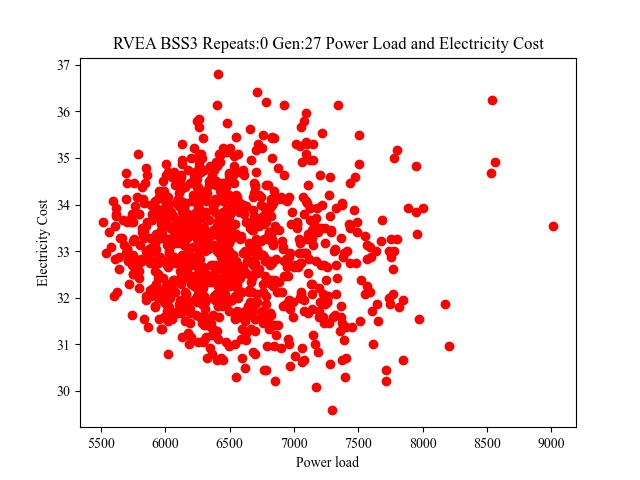 RVEA BSS3 Repeats:0 Gen:27 Power Load and Electricity Cost
37
36
35
34
33
32
31
30
Electricity Cost
5500 6000 6500 7000 7500 8000 8500 9000
Power load